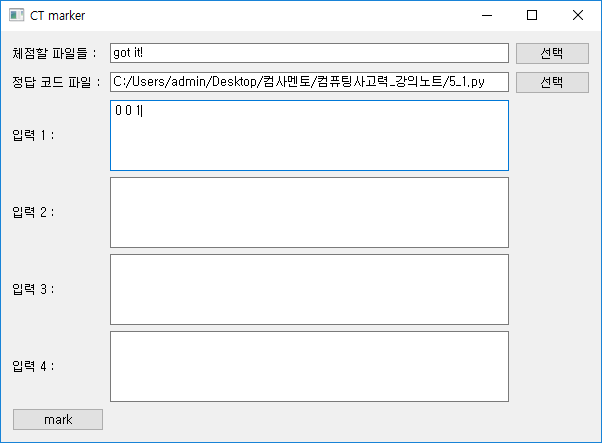 CT marker
체점할 파일들 : got it! 선택
정답 코드 파일 : C:/Users/admin/Desktop/컴사멘토/컴퓨팅사고력_강의노트/5_1.py 선택
입력 1 : 0 0 1
입력 2 :
입력 3 :
입력 4 :
mark